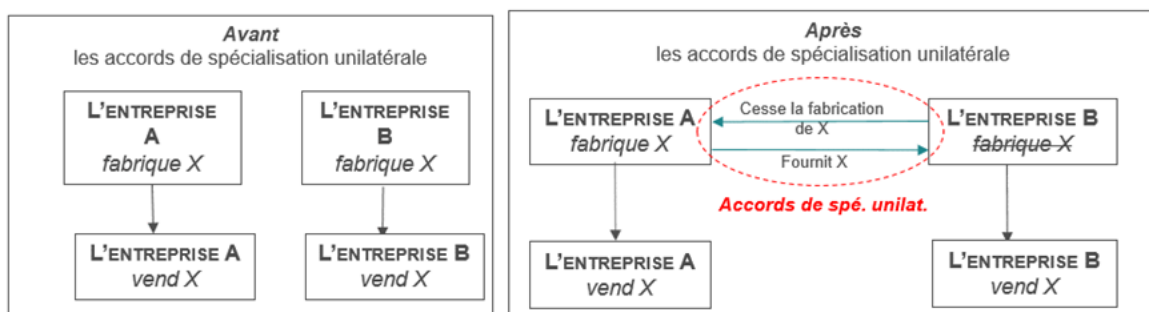 Avant
les accords de spécialisation unilatérale
L'ENTREPRISE
A
fabrique X
L'ENTREPRISE
B
fabrique X
L'ENTREPRISE A
vend X
L'ENTREPRISE B
vend X
Après
les accords de spécialisation unilatérale
L'ENTREPRISE A
fabrique X
Cesse la fabrication
de X
Fournit X
L'ENTREPRISE B
fabrique X
Accords de spé. unilat.
L'ENTREPRISE A
vend X
L'ENTREPRISE B
vend X